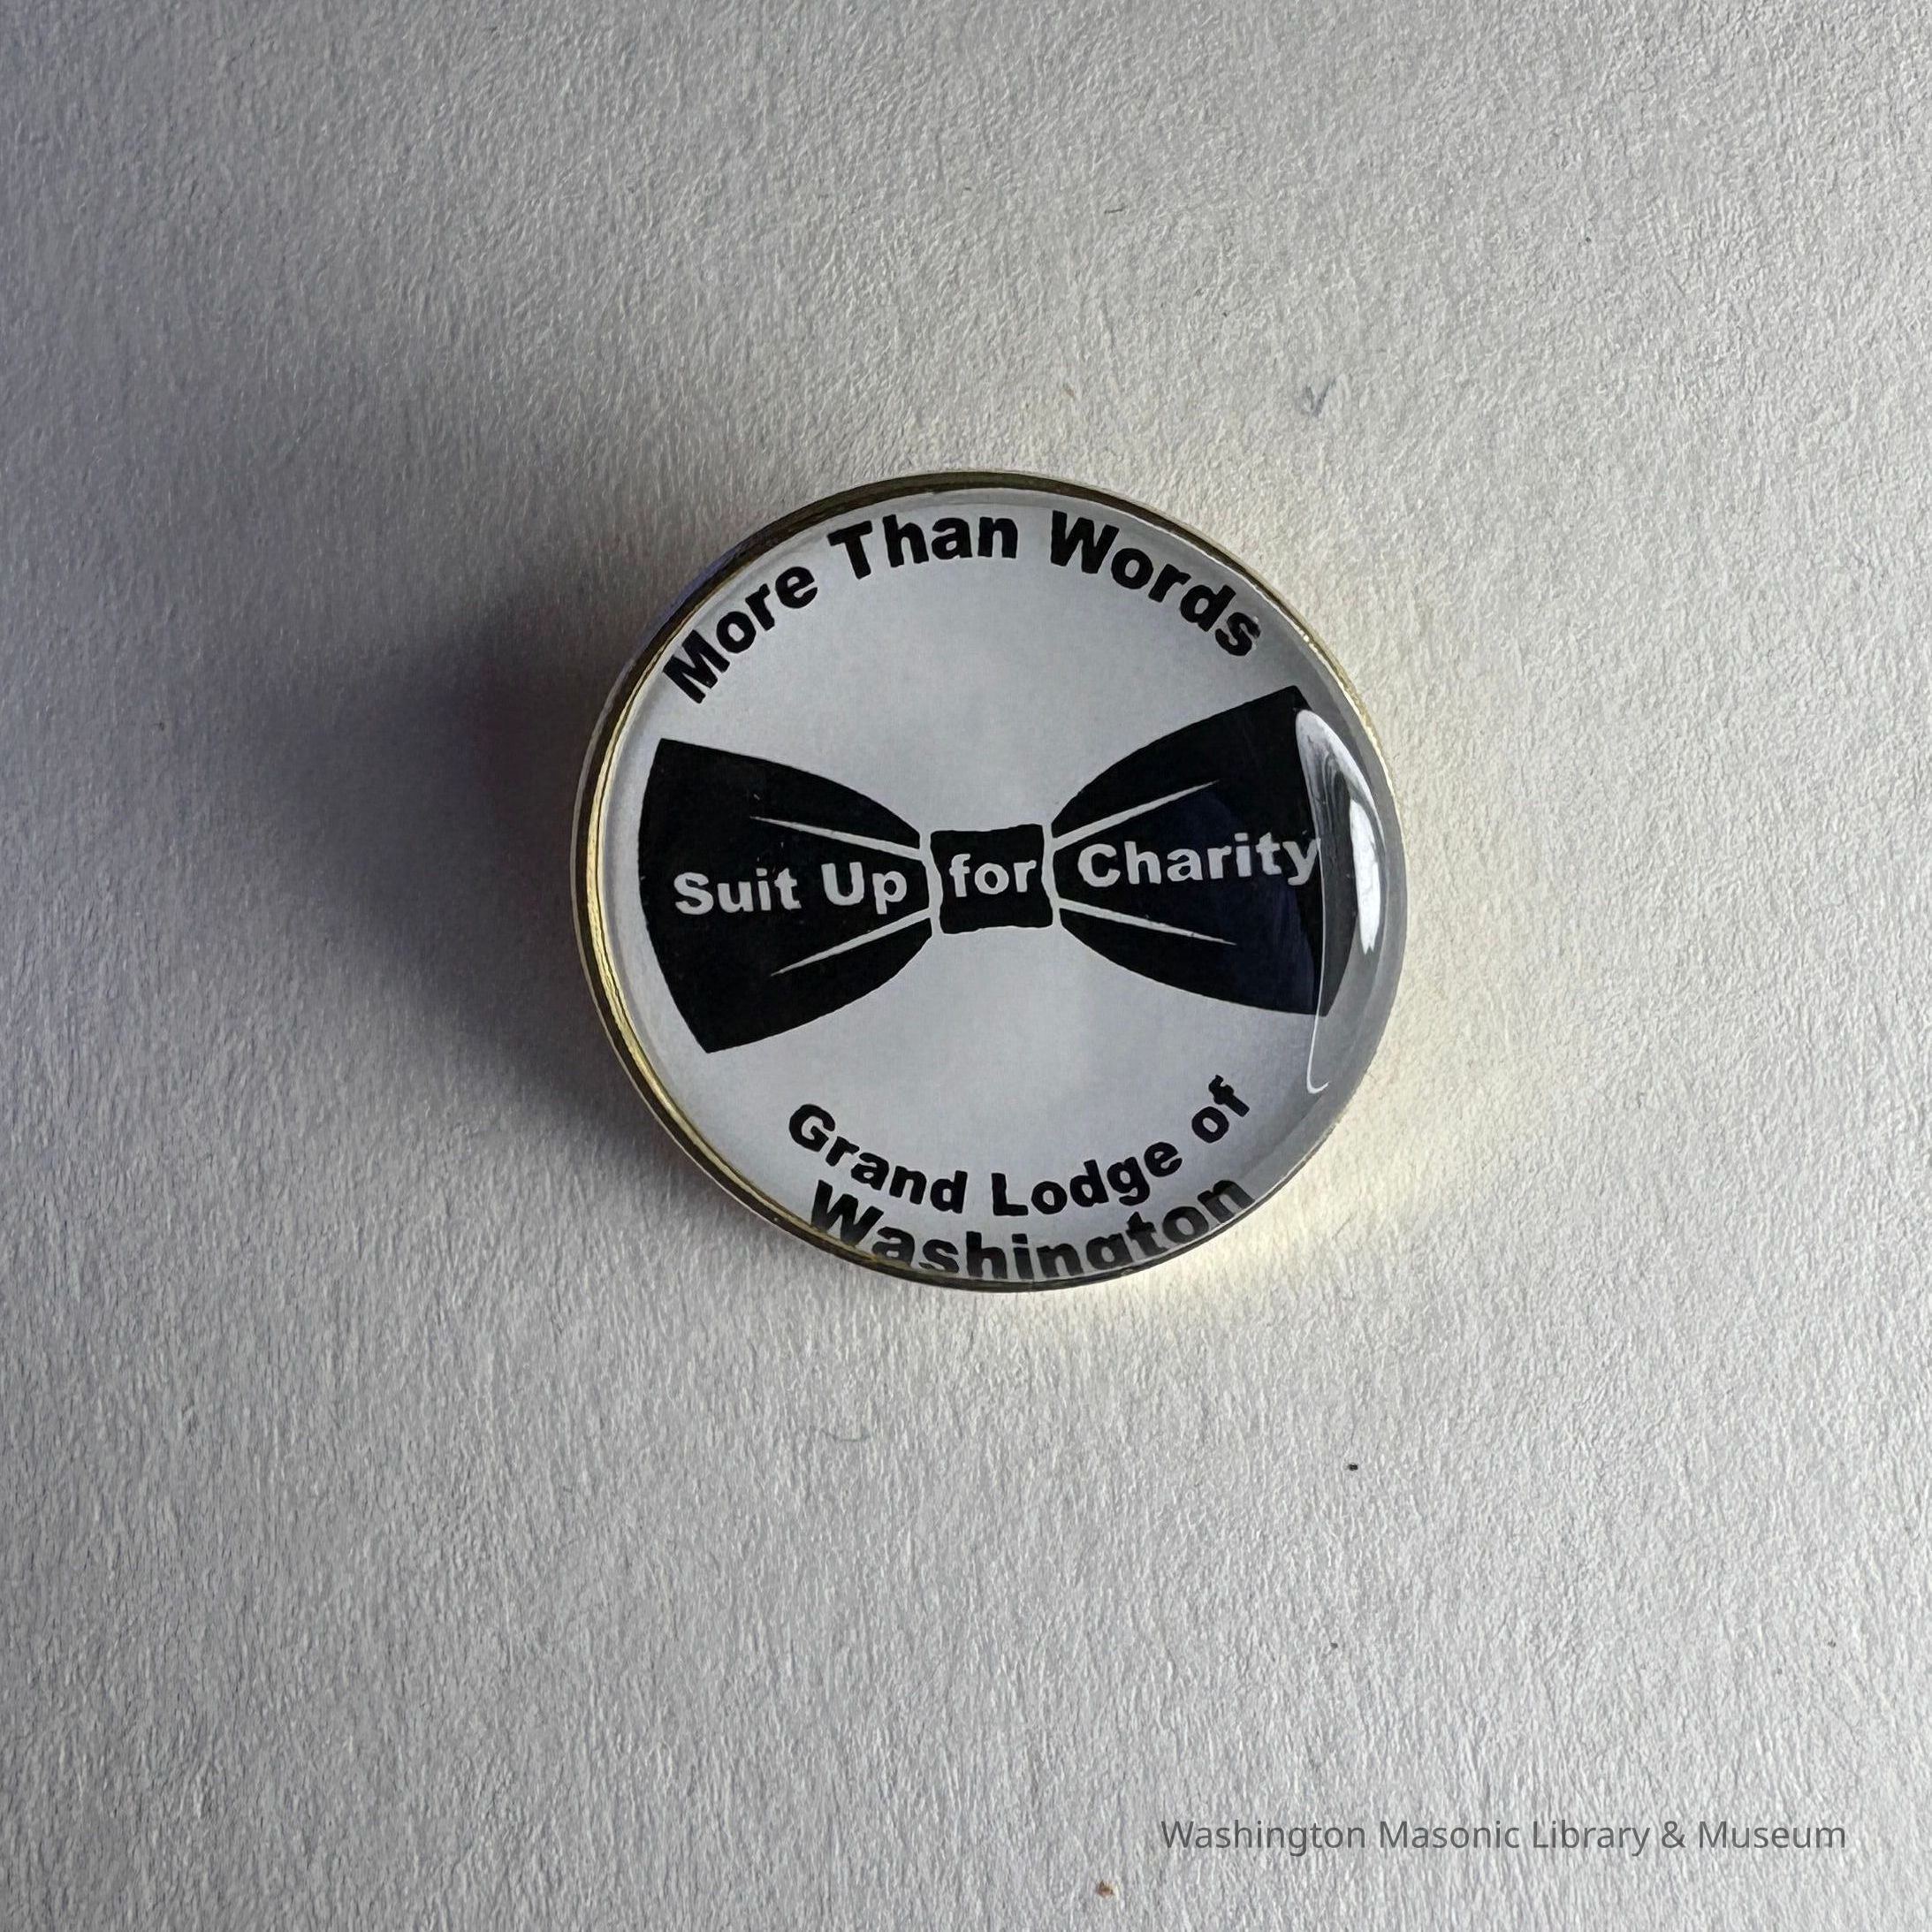 More Than Words
Suit Up for Charity
Grand Lodge of
Washington
Washington Masonic Library & Museum